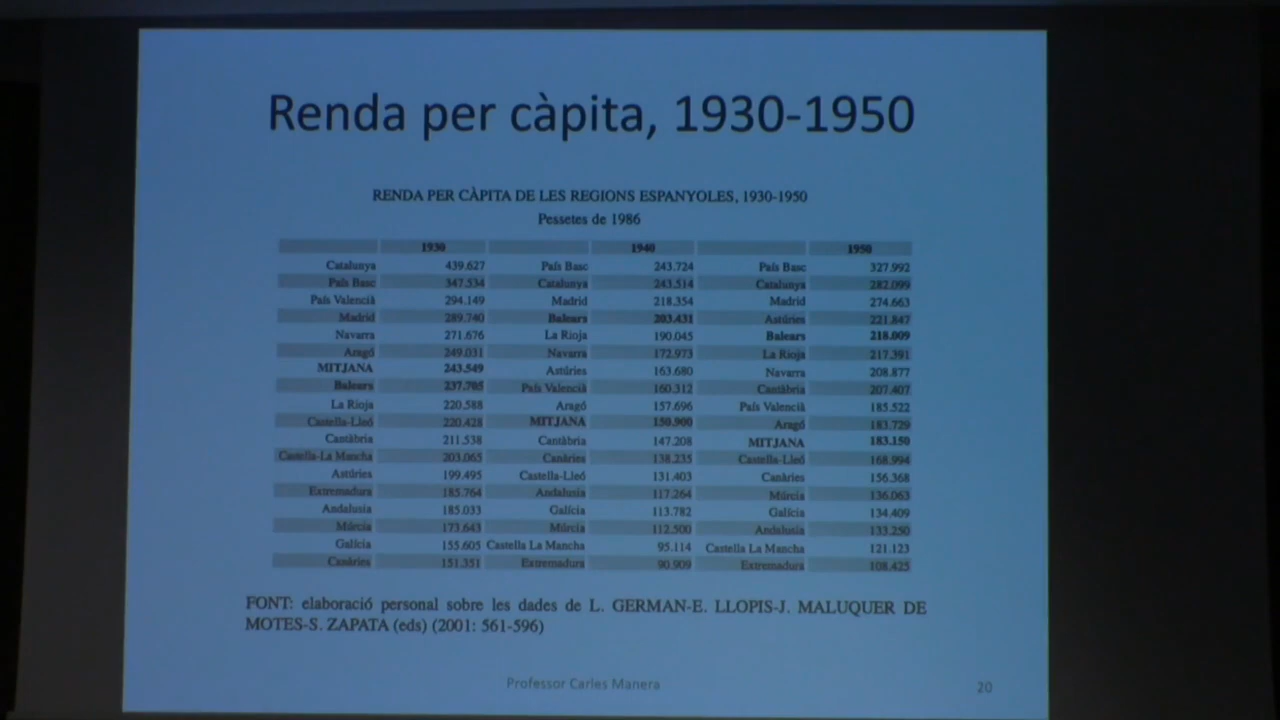 Renda per càpita, 1930-1950
RENDA PER CÀPITA DE LES REGIONS ESPANYOLES, 1930-1950
Pessetes de 1986
1930 1940 1950
Catalunya 439.627 País Basc 243.724 País Basc 327.992
País Basc 347.534 Catalunya 243.514 Catalunya 282.099
País Valencià 294.149 Madrid 218.354 Madrid 274.663
Madrid 289.740 Balears 203.431 Astúries 221.847
Navarra 271.676 La Rioja 190.045 Balears 218.009
Aragó 249.031 Navarra 172.973 La Rioja 217.391
MITJANA 243.549 Astúries 163.680 Navarra 208.877
Balears 237.705 País Valencià 160.312 Cantàbria 207.407
La Rioja 220.588 Aragó 157.696 País Valencià 185.522
Castella-Lleó 220.428 MITJANA 150.900 Aragó 183.729
Cantàbria 211.538 Cantàbria 147.208 MITJANA 183.150
Castella-La Mancha 203.065 Canàries 138.235 Castella-Lleó 168.994
Astúries 199.495 Castella-Lleó 131.403 Canàries 156.368
Extremadura 185.764 Andalusia 117.264 Múrcia 136.063
Andalusia 185.033 Galícia 113.782 Galícia 134.409
Múrcia 173.643 Múrcia 112.500 Andalusia 133.250
Galícia 155.605 Castella La Mancha 95.114 Castella La Mancha 121.123
Canàries 151.351 Extremadura 90.909 Extremadura 108.425
FONT: elaboració personal sobre les dades de L. GERMAN-E. LLOPIS-J. MALUQUER DE
MOTES-S. ZAPATA (eds) (2001: 561-596)
Professor Carles Manera 20